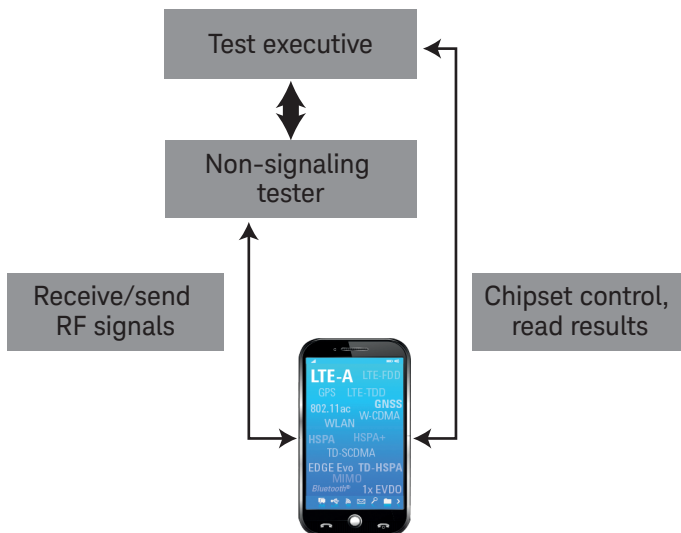 Test executive
Non-signaling
tester
Receive/send
RF signals
Chipset control,
read results
LTE-A LTE-FDD
GPS LTE-TDD
802.11ac GNSS
WLAN W-CDMA
HSPA HSPA+
TD-SCDMA
EDGE Evo TD-HSPA
MIMO
Bluetooth® 1x EVDO